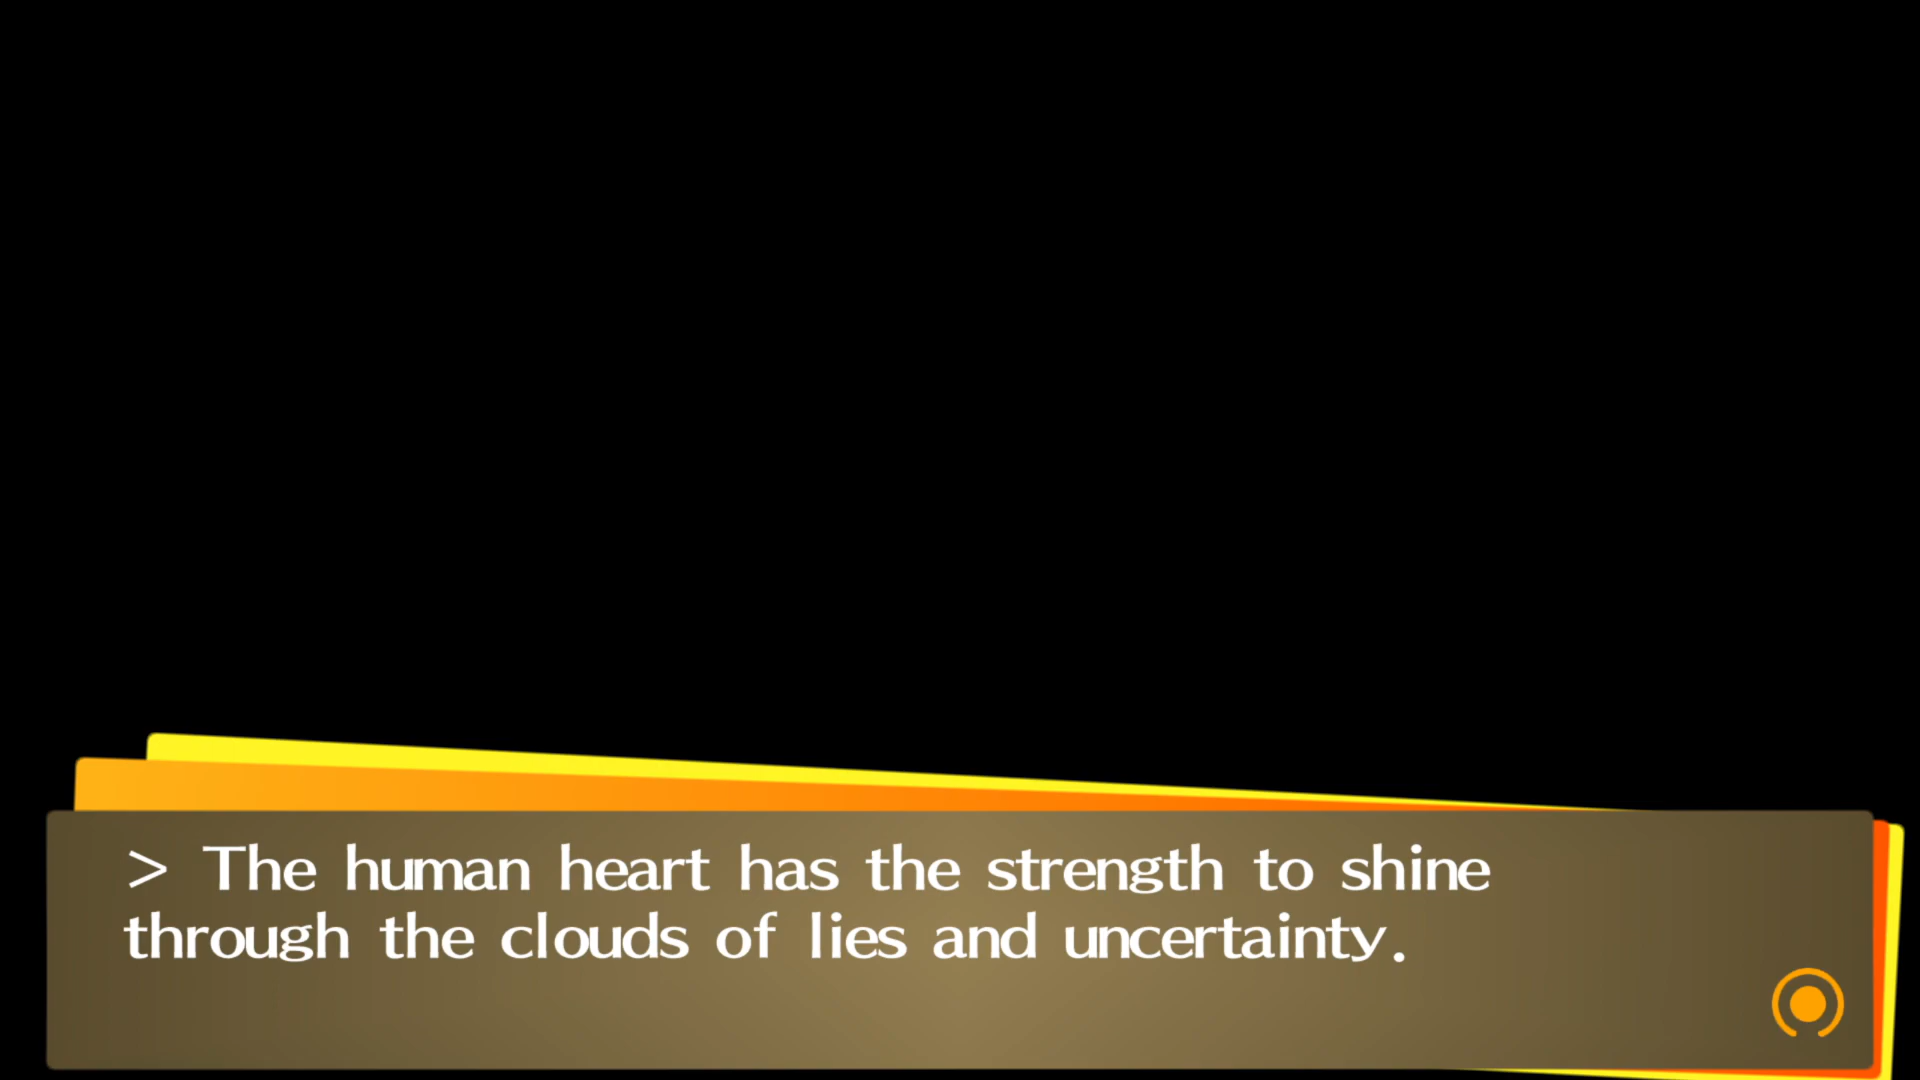 > The human heart has the strength to shine
through the clouds of lies and uncertainty.